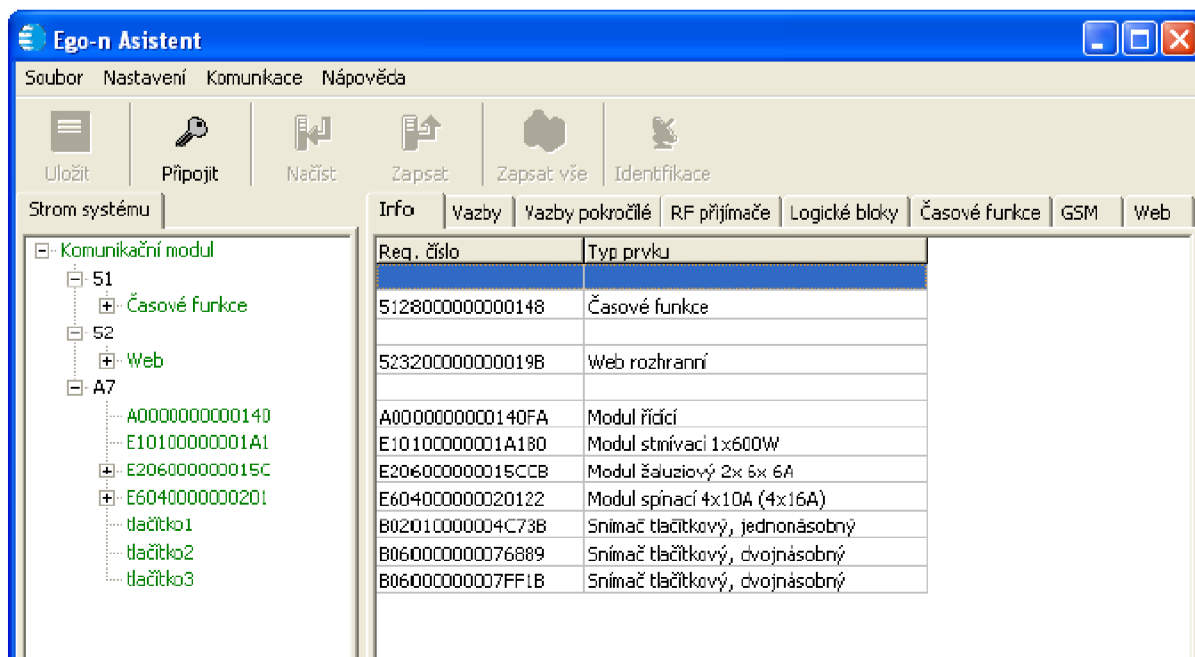 Ego-n Asistent
Soubor Nastavení Komunikace Nápověda
Uložit Připojit Načíst Zapsat Zapsat vše Identifikace
Strom systému
Info Vazby Vazby pokročilé RF přijímače Logické bloky Časové funkce GSM Web
Komunikační modul
51
Časové funkce
52
Web
A7
A0000000000140
E10100000001A1
E206000000015C
E6040000000201
tlačítko1
tlačítko2
tlačítko3
Reg. číslo Typ prvku
5128000000000148 Časové funkce
523200000000019B Web rozhranní
A0000000000140FA Modul řídící
E10100000001A1B0 Modul stmívací 1x600W
E206000000015CCB Modul žaluziový 2x 6x 6A
E604000000020122 Modul spínací 4x10A (4x16A)
B02010000004C73B Snímač tlačítkový, jednonásobný
B060000000076889 Snímač tlačítkový, dvojnásobný
B06000000007FF1B Snímač tlačítkový, dvojnásobný